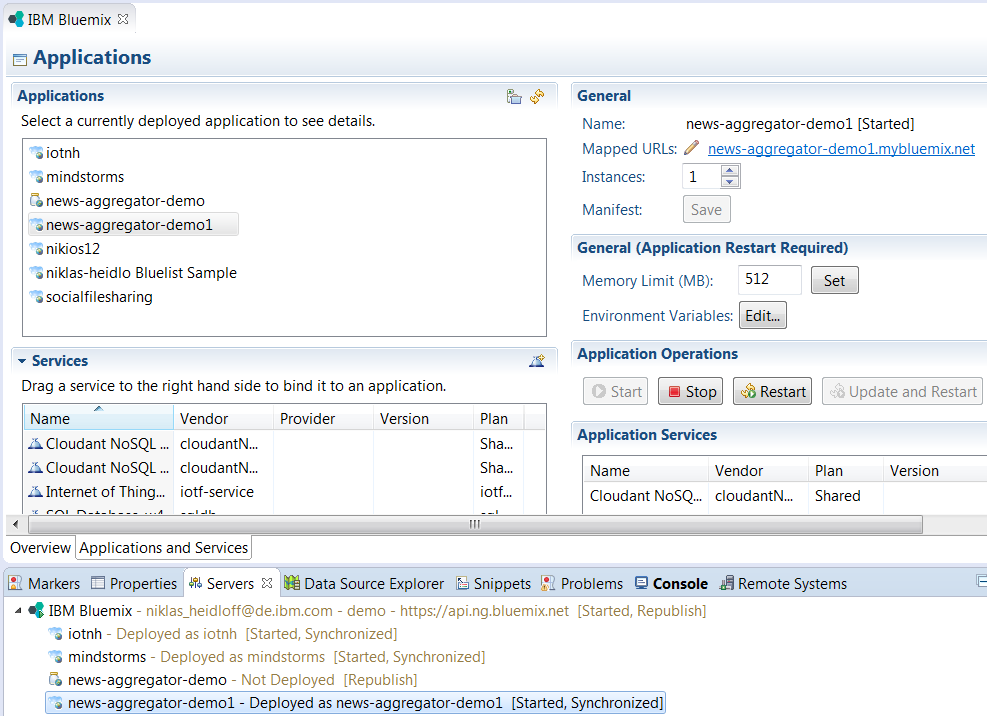 IBM Bluemix
Applications
Applications
Select a currently deployed application to see details.
iotnh
mindstorms
news-aggregator-demo
news-aggregator-demo1
nikios12
niklas-heidlo Bluelist Sample
socialfilesharing
Services
Drag a service to the right hand side to bind it to an application.
Name Vendor Provider Version Plan
Cloudant NoSQL ... cloudantN... Sha...
Cloudant NoSQL ... cloudantN... Sha...
Internet of Thing... iotf-service iotf...
General
Name: news-aggregator-demo1 [Started]
Mapped URLs: news-aggregator-demo1.mybluemix.net
Instances: 1
Manifest: Save
General (Application Restart Required)
Memory Limit (MB): 512 Set
Environment Variables: Edit...
Application Operations
Start Stop Restart Update and Restart
Application Services
Name Vendor Plan Version
Cloudant NoSQ... cloudantN... Shared
Overview Applications and Services
Markers Properties Servers Data Source Explorer Snippets Problems Console Remote Systems
IBM Bluemix - niklas_heidloff@de.ibm.com - demo - https://api.ng.bluemix.net [Started, Republish]
iotnh - Deployed as iotnh [Started, Synchronized]
mindstorms - Deployed as mindstorms [Started, Synchronized]
news-aggregator-demo - Not Deployed [Republish]
news-aggregator-demo1 - Deployed as news-aggregator-demo1 [Started, Synchronized]